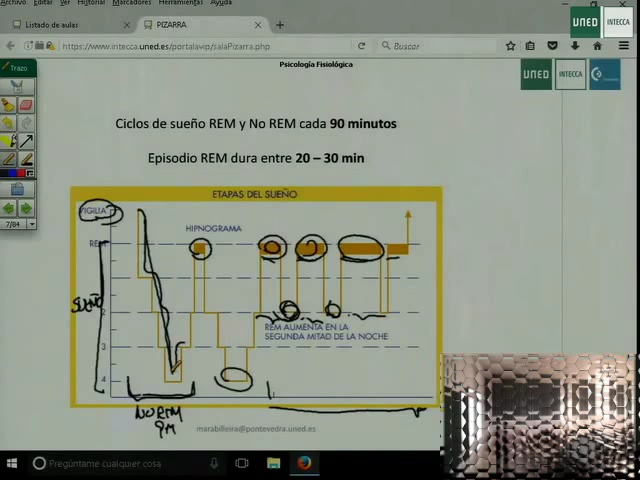 Archivo Editar Ver Historial Marcadores Herramientas Ayuda
Listado de aulas
PIZARRA
UNED
INTECCA
https://www.intecca.uned.es/portalavip/salaPizarra.php
Buscar
Trazo
Psicología Fisiológica
UNED
INTECCA
Ciclos de sueño REM y No REM cada 90 minutos
Episodio REM dura entre 20 – 30 min
ETAPAS DEL SUEÑO
VIGILIA
HIPNOGRAMA
REM
SUEÑO
2
REM AUMENTA EN LA
SEGUNDA MITAD DE LA NOCHE
3
4
7/84
NO REM
marabilleira@pontevedra.uned.es
Pregúntame cualquier cosa